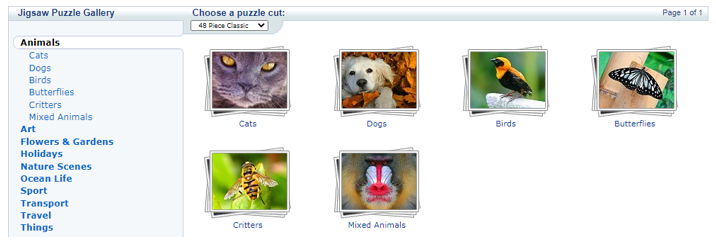 Jigsaw Puzzle Gallery
Choose a puzzle cut:
Page 1 of 1
48 Piece Classic
Animals
Cats
Dogs
Birds
Butterflies
Critters
Mixed Animals
Art
Flowers & Gardens
Holidays
Nature Scenes
Ocean Life
Sport
Transport
Travel
Things
Cats
Dogs
Birds
Butterflies
Critters
Mixed Animals